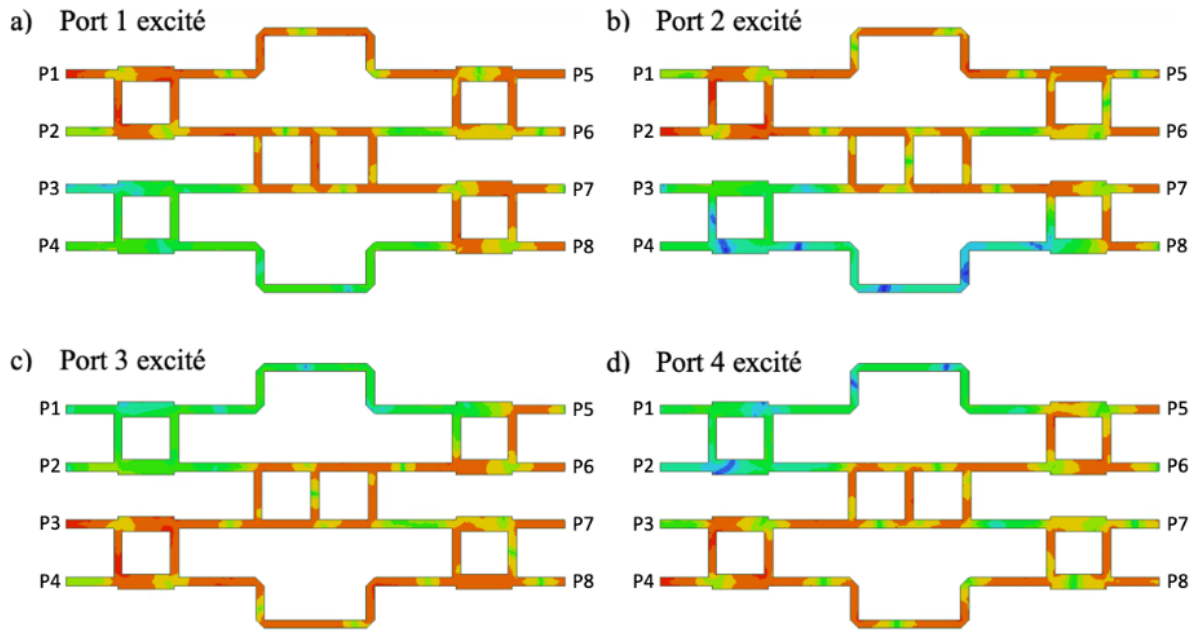 a) Port 1 excité
b) Port 2 excité
P1 P5
P2 P6
P3 P7
P4 P8
P1 P5
P2 P6
P3 P7
P4 P8
c) Port 3 excité
d) Port 4 excité
P1 P5
P2 P6
P3 P7
P4 P8
P1 P5
P2 P6
P3 P7
P4 P8